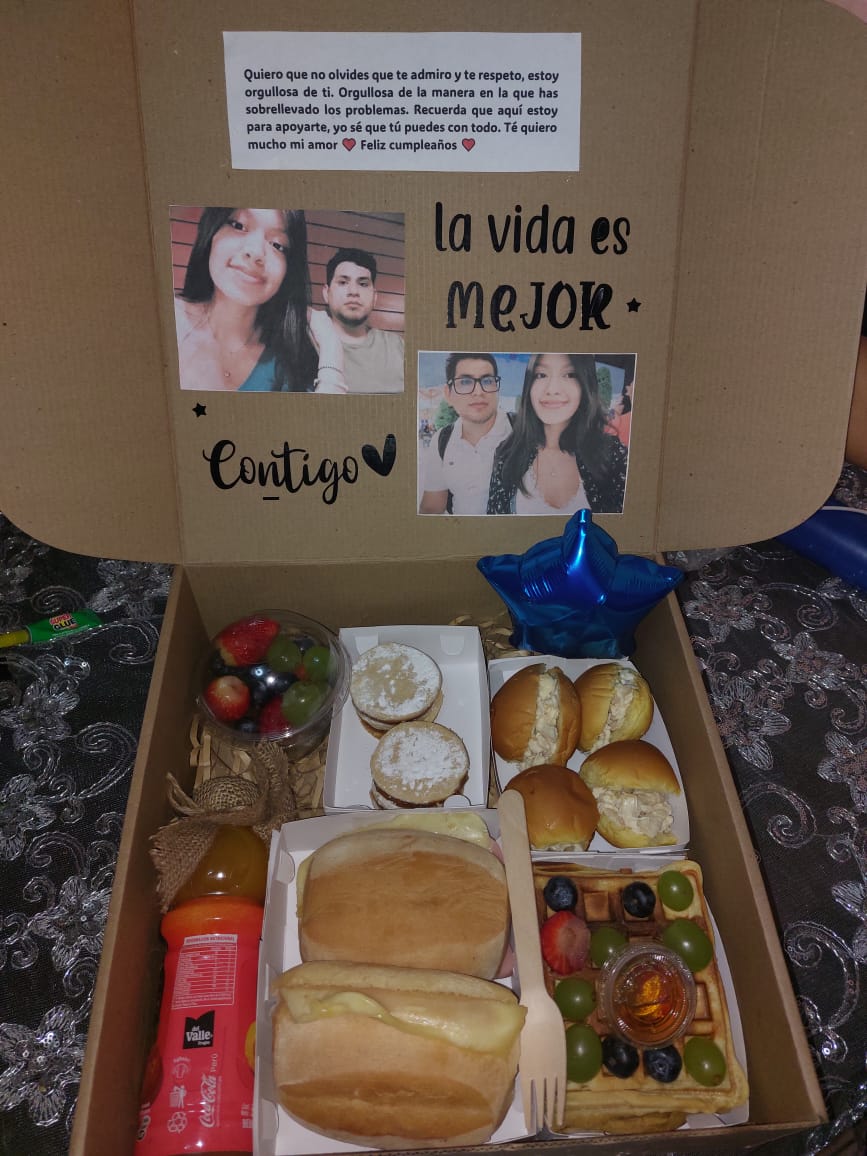 Quiero que no olvides que te admiro y te respeto, estoy
orgullosa de ti. Orgullosa de la manera en la que has
sobrellevado los problemas. Recuerda que aquí estoy
para apoyarte, yo sé que tú puedes con todo. Té quiero
mucho mi amor ❤️ Feliz cumpleaños ❤️
la vida es
MeJOR
Contigo
GLUE
del
Valle
Coca-Cola Perú